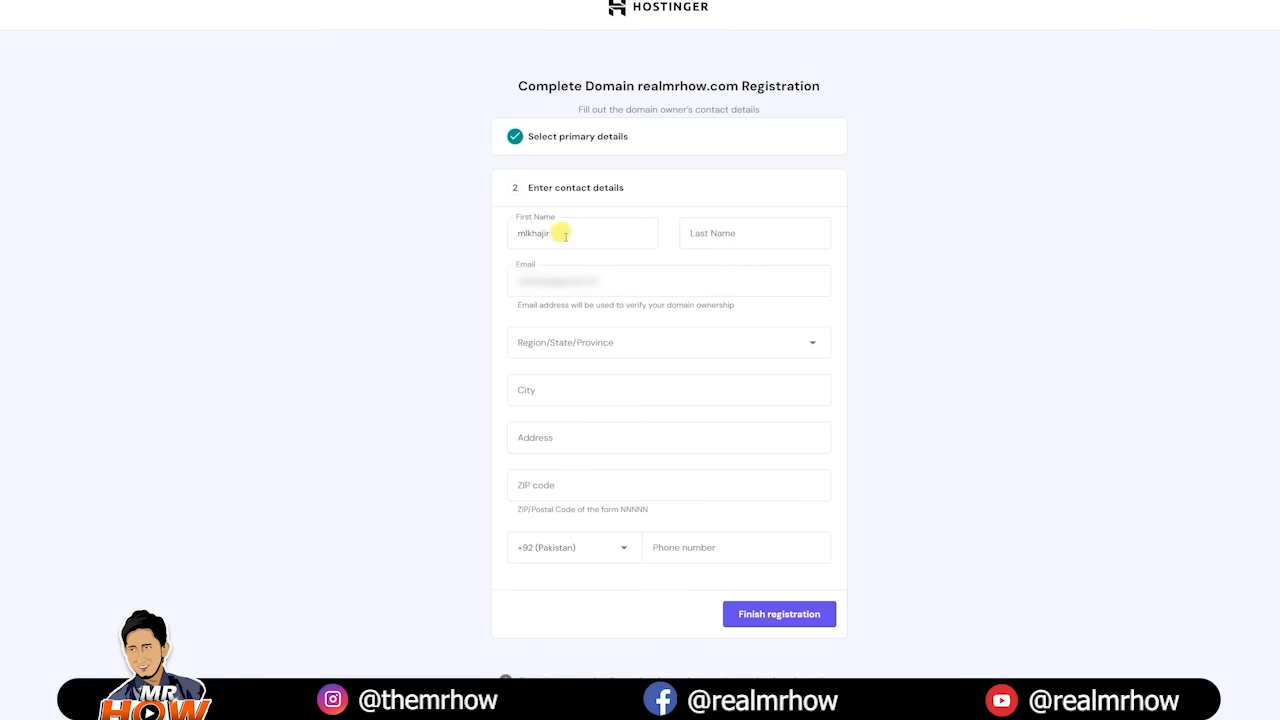 HOSTINGER
Complete Domain realmrhow.com Registration
Fill out the domain owner's contact details
Select primary details
2 Enter contact details
First Name
mlkhajir
Last Name
Email
Email address will be used to verify your domain ownership
Region/State/Province
City
Address
ZIP code
ZIP/Postal Code of the form NNNNN
+92 (Pakistan)
Phone number
Finish registration
MR
HOW
@themrhow
@realmrhow
@realmrhow